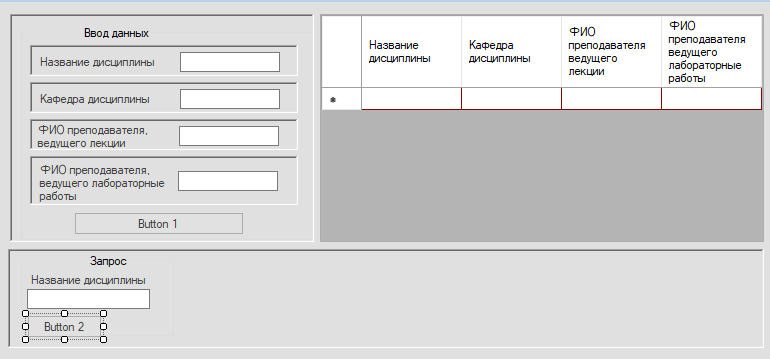 Ввод данных
Название дисциплины
Кафедра дисциплины
ФИО преподавателя,
ведущего лекции
ФИО преподавателя,
ведущего лабораторные
работы
Button 1
Название
дисциплины
Кафедра
дисциплины
ФИО
преподавателя
ведущего
лекции
ФИО
преподавателя
ведущего
лабораторные
работы
*
Запрос
Название дисциплины
Button 2